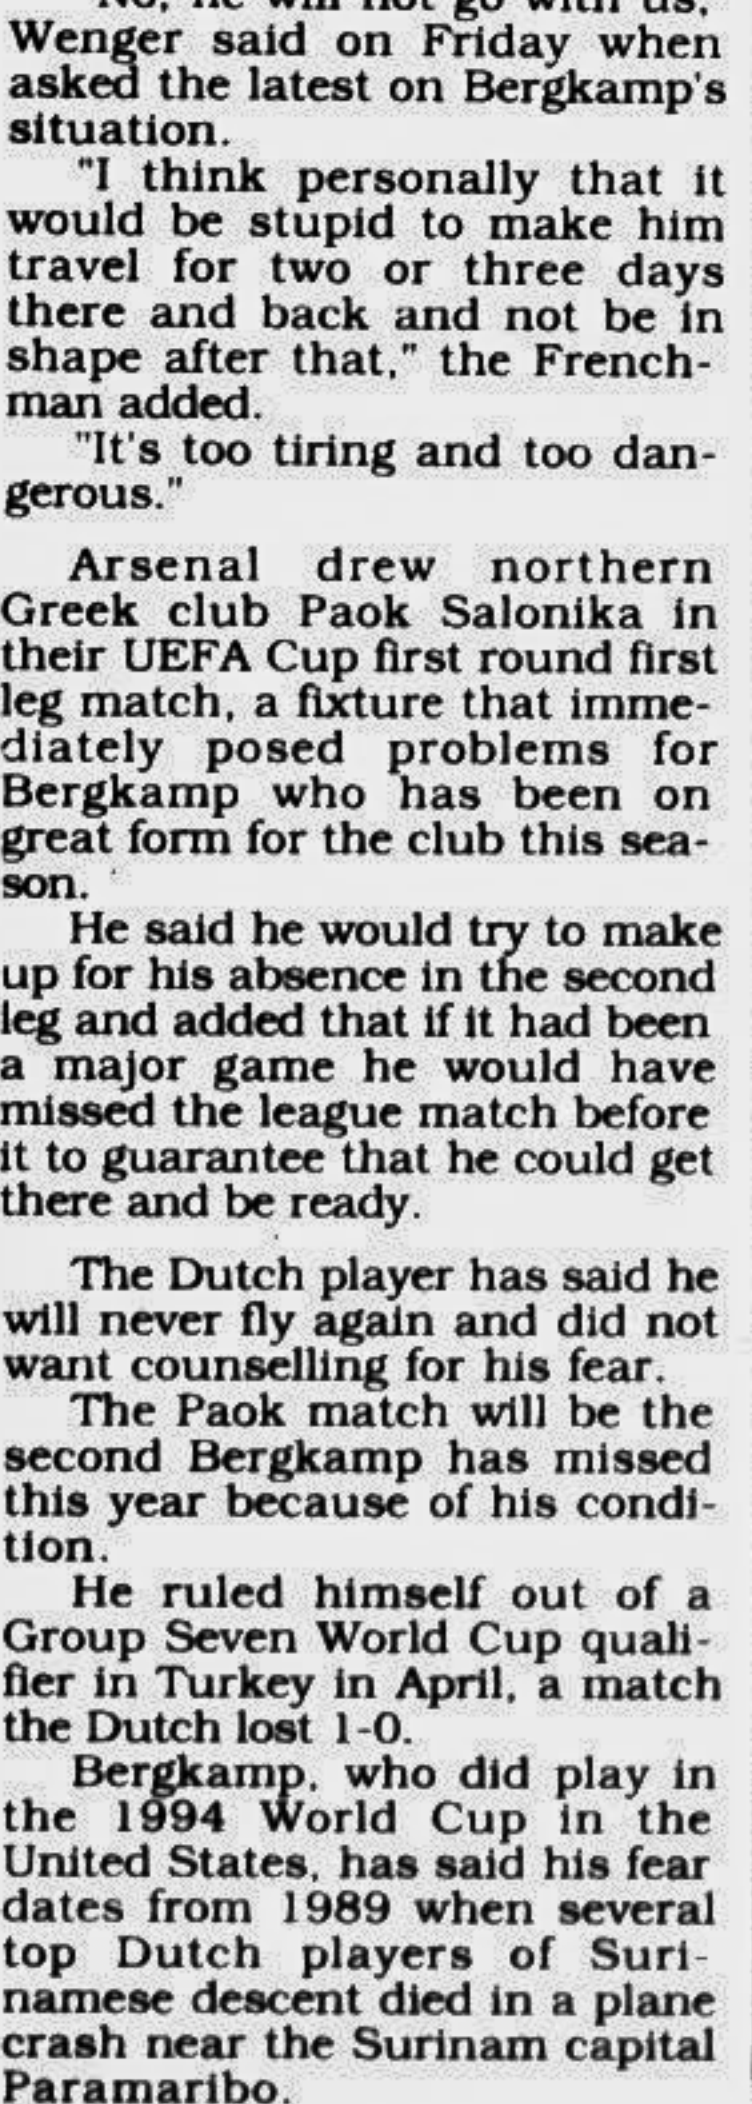 "No, he will not go with us,"
Wenger said on Friday when
asked the latest on Bergkamp's
situation.
"I think personally that it
would be stupid to make him
travel for two or three days
there and back and not be in
shape after that," the French-
man added.
"It's too tiring and too dan-
gerous."
Arsenal drew northern
Greek club Paok Salonika in
their UEFA Cup first round first
leg match, a fixture that imme-
diately posed problems for
Bergkamp who has been on
great form for the club this sea-
son.
He said he would try to make
up for his absence in the second
leg and added that if it had been
a major game he would have
missed the league match before
it to guarantee that he could get
there and be ready.
The Dutch player has said he
will never fly again and did not
want counselling for his fear.
The Paok match will be the
second Bergkamp has missed
this year because of his condi-
tion.
He ruled himself out of a
Group Seven World Cup quali-
fier in Turkey in April, a match
the Dutch lost 1-0.
Bergkamp, who did play in
the 1994 World Cup in the
United States, has said his fear
dates from 1989 when several
top Dutch players of Suri-
namese descent died in a plane
crash near the Surinam capital
Paramaribo.